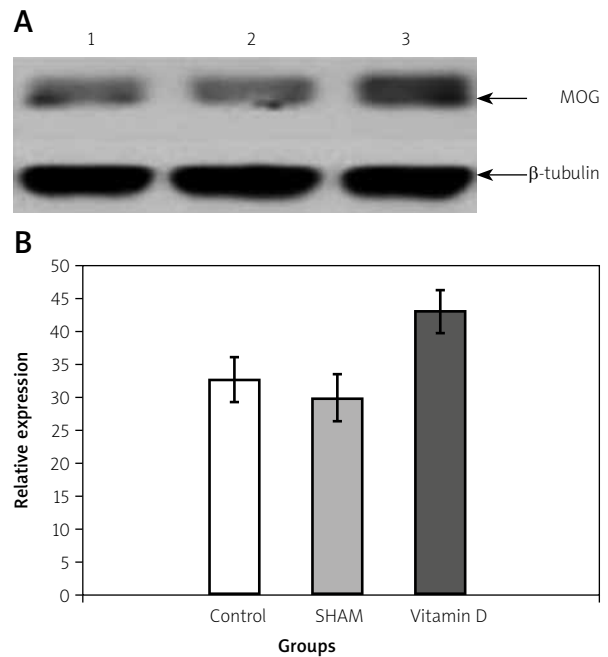 A
1 2 3
MOG
β-tubulin
B
50
45
40
35
30
25
20
15
10
5
0
Relative expression
Control SHAM Vitamin D
Groups